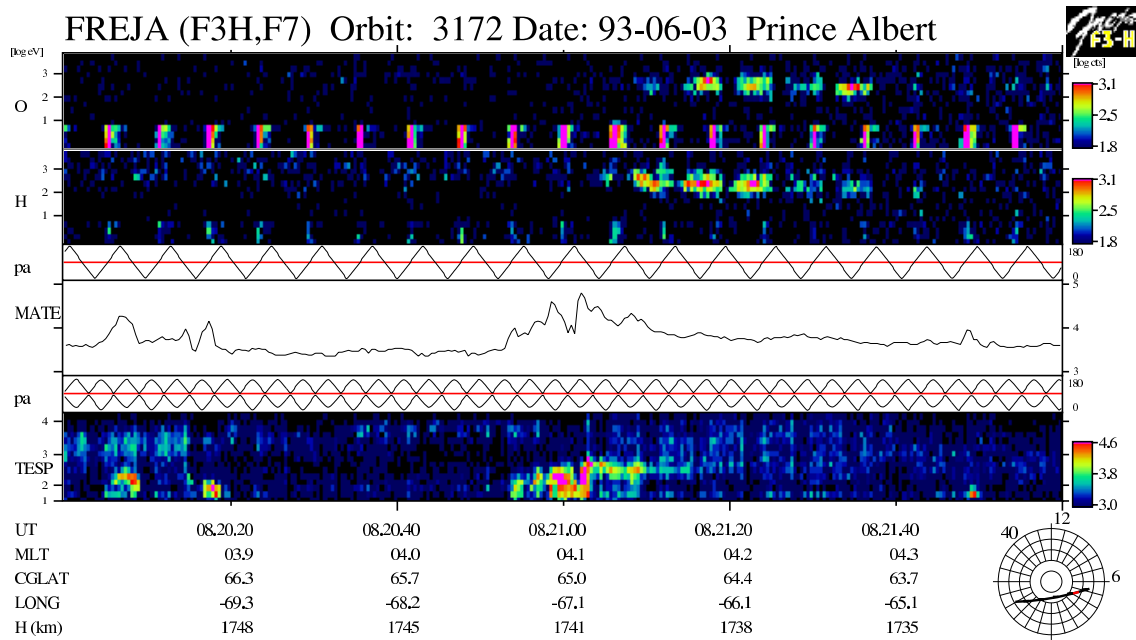 FREJA (F3H,F7) Orbit: 3172 Date: 93-06-03 Prince Albert
Freja
F3-H
[log eV]
[log cts]
3
2
1
O
3.1
2.5
1.8
3
2
1
H
3.1
2.5
1.8
pa
180
0
MATE
5
4
3
pa
180
0
4
3
2
1
TESP
4.6
3.8
3.0
UT 08.20.20 08.20.40 08.21.00 08.21.20 08.21.40
MLT 03.9 04.0 04.1 04.2 04.3
CGLAT 66.3 65.7 65.0 64.4 63.7
LONG -69.3 -68.2 -67.1 -66.1 -65.1
H (km) 1748 1745 1741 1738 1735
12
40
6